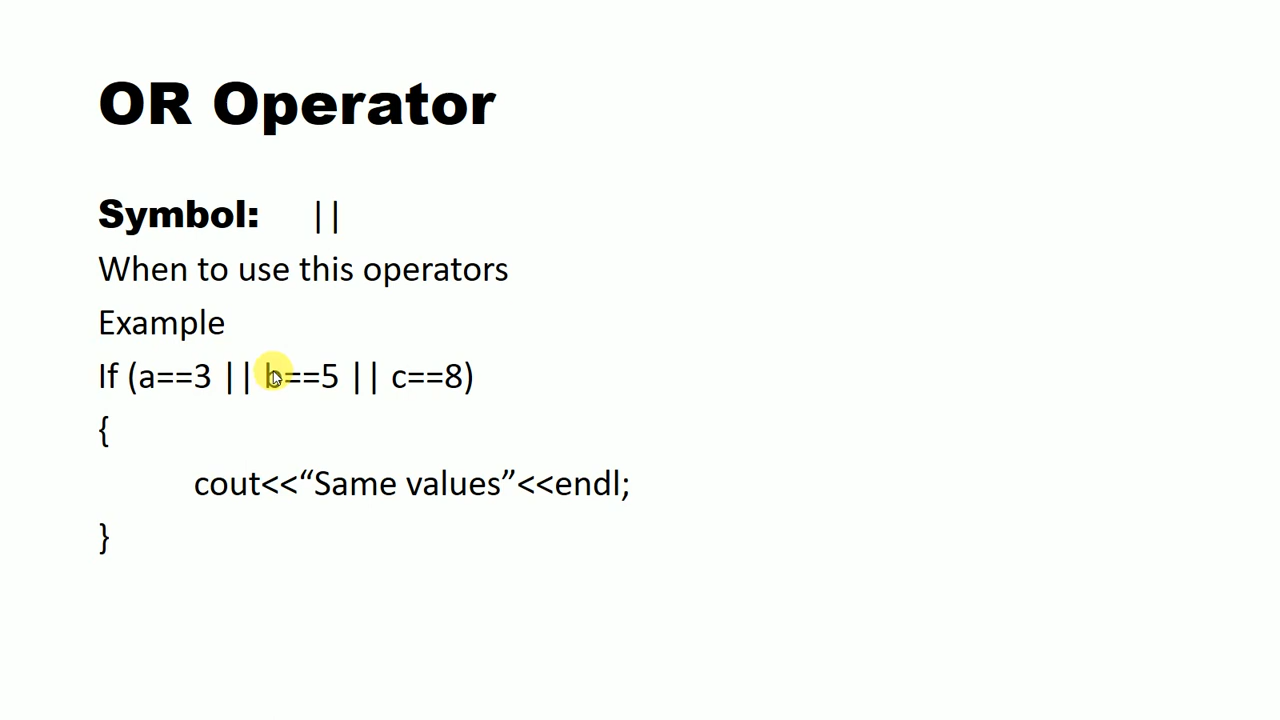 OR Operator
Symbol: ||
When to use this operators
Example
If (a==3 || b==5 || c==8)
{
cout<<“Same values”<<endl;
}